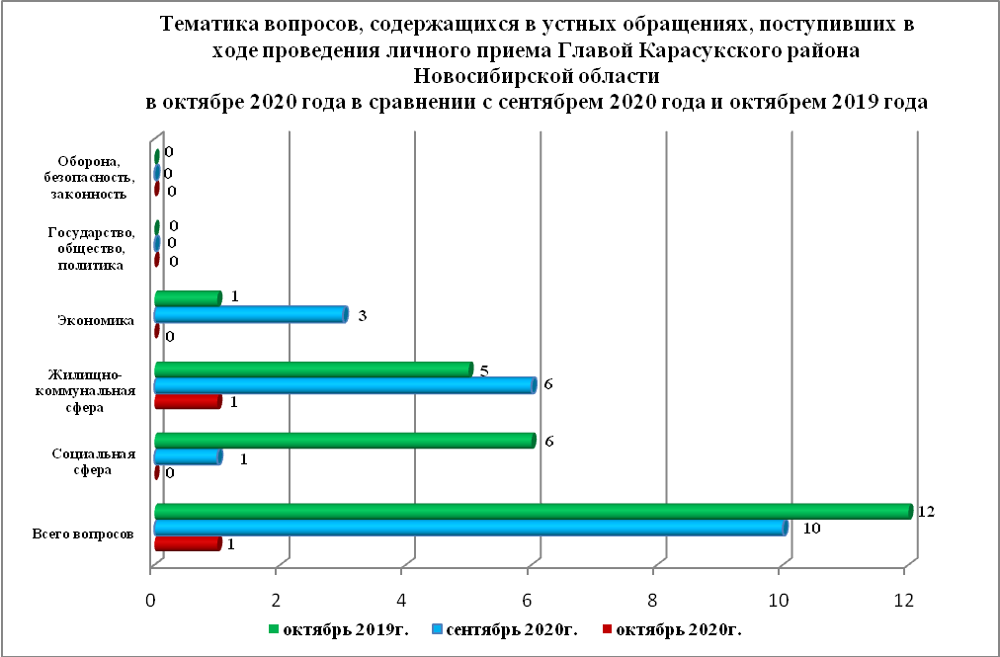 Тематика вопросов, содержащихся в устных обращениях, поступивших в
ходе проведения личного приема Главой Карасукского района
Новосибирской области
в октябре 2020 года в сравнении с сентябрем 2020 года и октябрем 2019 года
Оборона,
безопасность,
законность
0
0
0
Государство,
общество,
политика
0
0
0
Экономика
1
3
0
Жилищно-
коммунальная
сфера
5
6
1
Социальная
сфера
6
1
0
Всего вопросов
12
10
1
0 2 4 6 8 10 12
октябрь 2019г. сентябрь 2020г. октябрь 2020г.